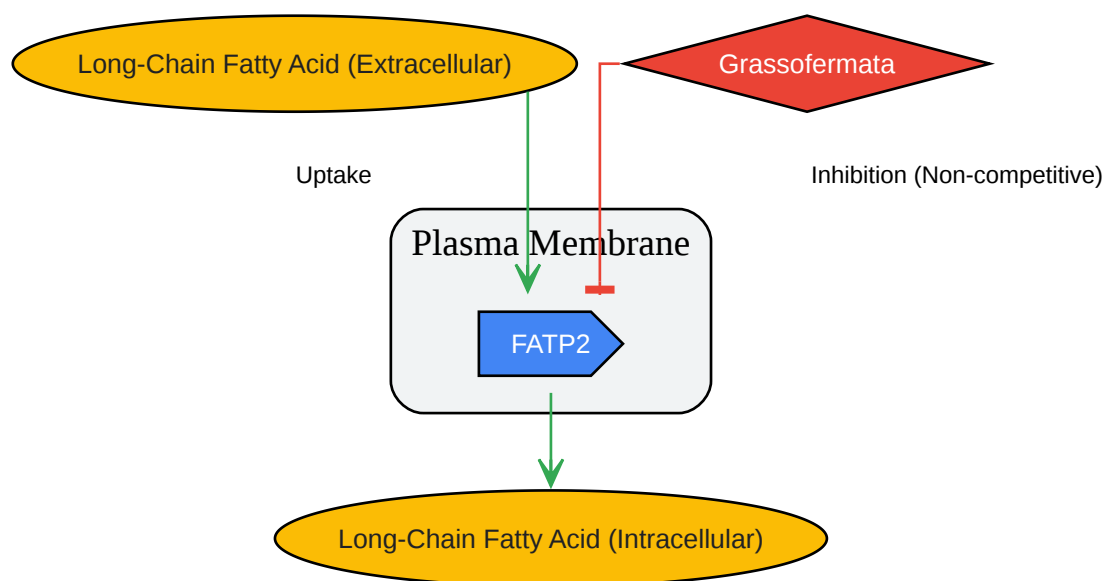 Long-Chain Fatty Acid (Extracellular)
Grassofermata
Uptake
Inhibition (Non-competitive)
Plasma Membrane
FATP2
Long-Chain Fatty Acid (Intracellular)